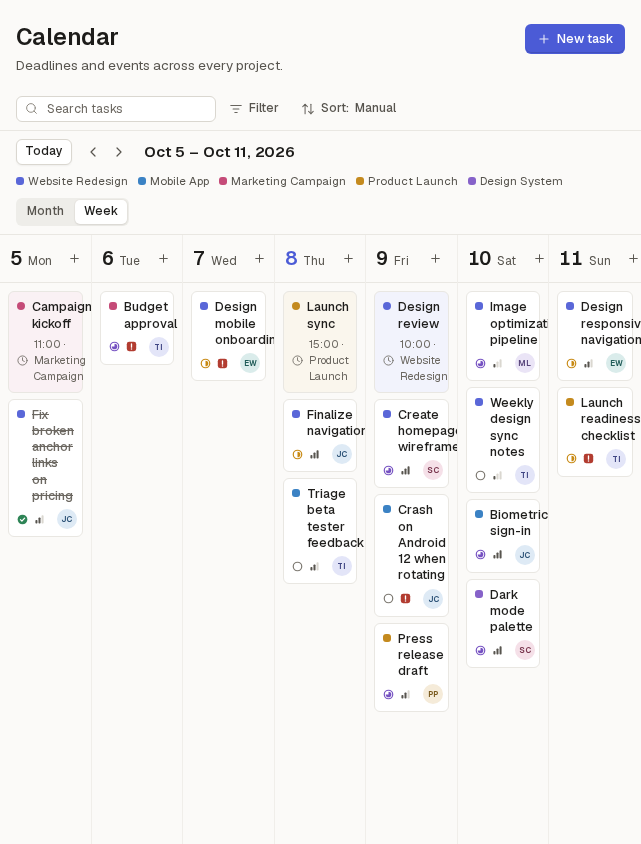 Calendar
New task
Deadlines and events across every project.
Search tasks
Filter
Sort: Manual
Today
Oct 5 – Oct 11, 2026
Website Redesign
Mobile App
Marketing Campaign
Product Launch
Design System
Month
Week
5 Mon
6 Tue
7 Wed
8 Thu
9 Fri
10 Sat
11 Sun
Campaign
kickoff
11:00 ·
Marketing
Campaign
Fix
broken
anchor
links
on
pricing
JC
Budget
approval
TI
Design
mobile
onboardin
EW
Launch
sync
15:00 ·
Product
Launch
Finalize
navigation
JC
Triage
beta
tester
feedback
TI
Design
review
10:00 ·
Website
Redesign
Create
homepage
wireframe
SC
Crash
on
Android
12 when
rotating
JC
Press
release
draft
PP
Image
optimizati
pipeline
ML
Weekly
design
sync
notes
TI
Biometric
sign-in
JC
Dark
mode
palette
SC
Design
responsiv
navigation
EW
Launch
readiness
checklist
TI